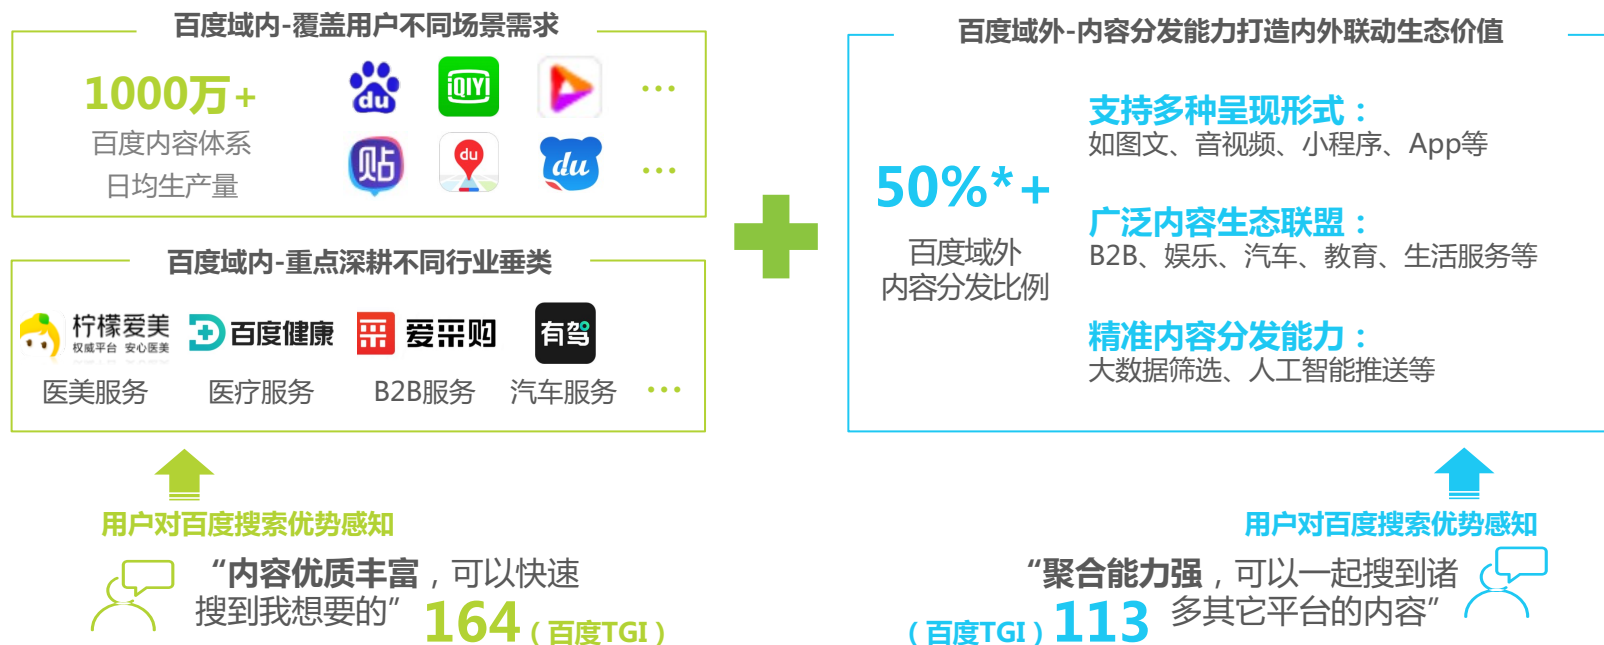 百度域内-覆盖用户不同场景需求
1000万+
百度内容体系
日均生产量
du
iQIYI
…
贴
du
du
…
百度域内-重点深耕不同行业垂类
柠檬爱美
权威平台 安心医美
百度健康
采
爱采购
有驾
医美服务
医疗服务
B2B服务
汽车服务
…
用户对百度搜索优势感知
“内容优质丰富，可以快速
搜到我想要的”
164（百度TGI）
百度域外-内容分发能力打造内外联动生态价值
50%*+
百度域外
内容分发比例
支持多种呈现形式：
如图文、音视频、小程序、App等
广泛内容生态联盟：
B2B、娱乐、汽车、教育、生活服务等
精准内容分发能力：
大数据筛选、人工智能推送等
用户对百度搜索优势感知
“聚合能力强，可以一起搜到诸
多其它平台的内容”
（百度TGI）113